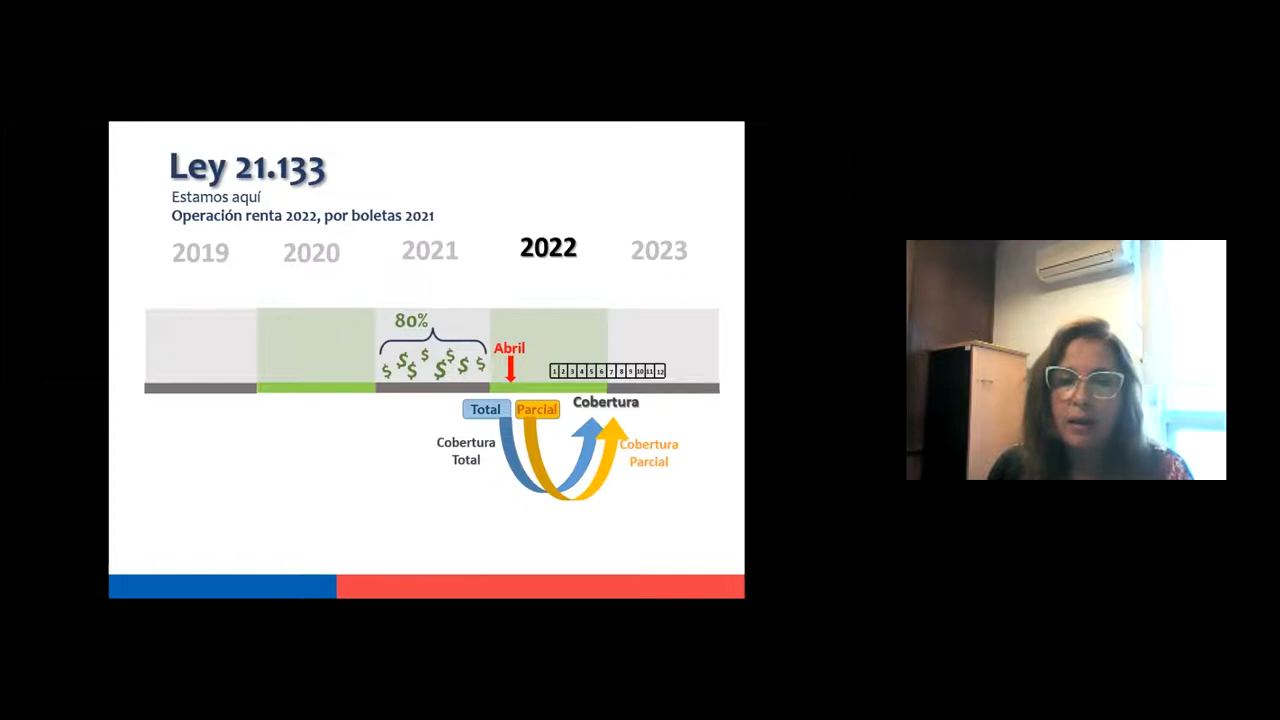 Ley 21.133
Estamos aquí
Operación renta 2022, por boletas 2021
2019 2020 2021 2022 2023
80%
$ $ $ $ $ $ $ $
Abril
1 2 3 4 5 6 7 8 9 10 11 12
Total Parcial Cobertura
Cobertura
Total
Cobertura
Parcial